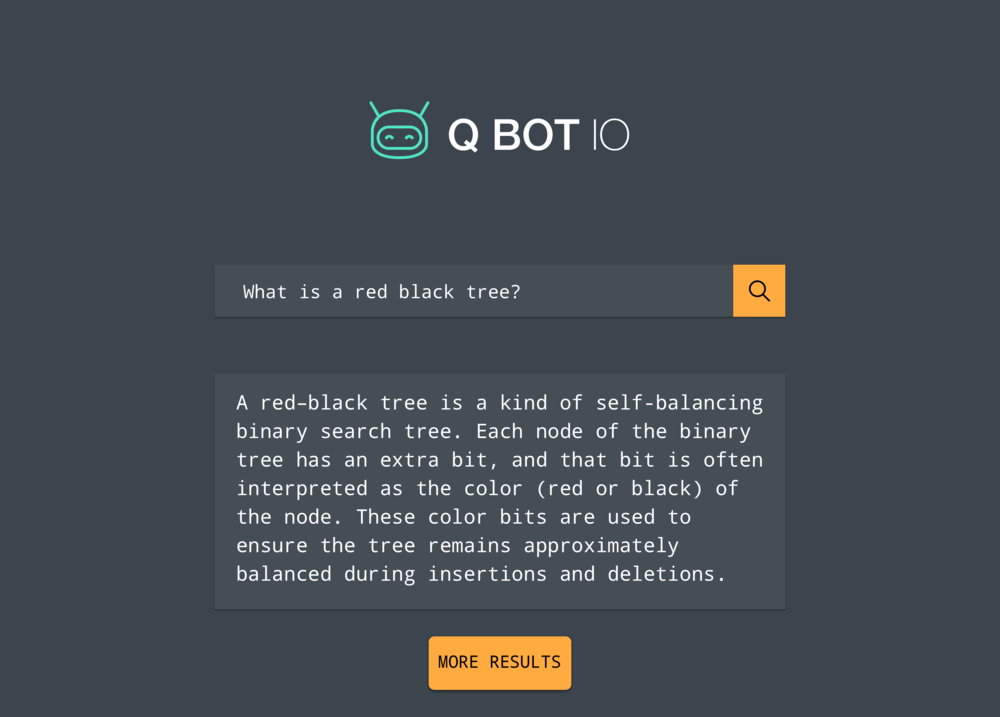 Q BOT IO
What is a red black tree?
A red–black tree is a kind of self-balancing
binary search tree. Each node of the binary
tree has an extra bit, and that bit is often
interpreted as the color (red or black) of
the node. These color bits are used to
ensure the tree remains approximately
balanced during insertions and deletions.
MORE RESULTS